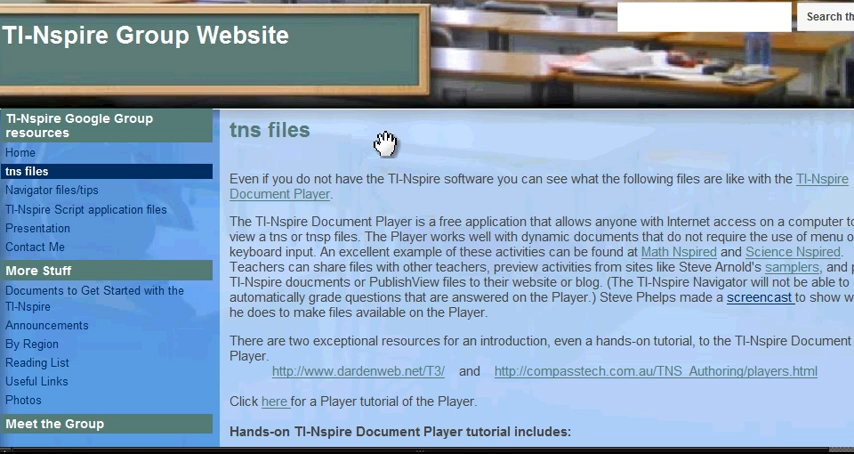 TI-Nspire Group Website
Search th
TI-Nspire Google Group
resources
Home
tns files
Navigator files/tips
TI-Nspire Script application files
Presentation
Contact Me
More Stuff
Documents to Get Started with the
TI-Nspire
Announcements
By Region
Reading List
Useful Links
Photos
Meet the Group
tns files
Even if you do not have the TI-Nspire software you can see what the following files are like with the TI-Nspire
Document Player.
The TI-Nspire Document Player is a free application that allows anyone with Internet access on a computer to
view a tns or tnsp files. The Player works well with dynamic documents that do not require the use of menu o
keyboard input. An excellent example of these activities can be found at Math Nspired and Science Nspired.
Teachers can share files with other teachers, preview activities from sites like Steve Arnold's samplers, and p
TI-Nspire doucments or PublishView files to their website or blog. (The TI-Nspire Navigator will not be able to
automatically grade questions that are answered on the Player.) Steve Phelps made a screencast to show w
he does to make files available on the Player.
There are two exceptional resources for an introduction, even a hands-on tutorial, to the TI-Nspire Document
Player.
http://www.dardenweb.net/T3/ and http://compasstech.com.au/TNS_Authoring/players.html
Click here for a Player tutorial of the Player.
Hands-on TI-Nspire Document Player tutorial includes: